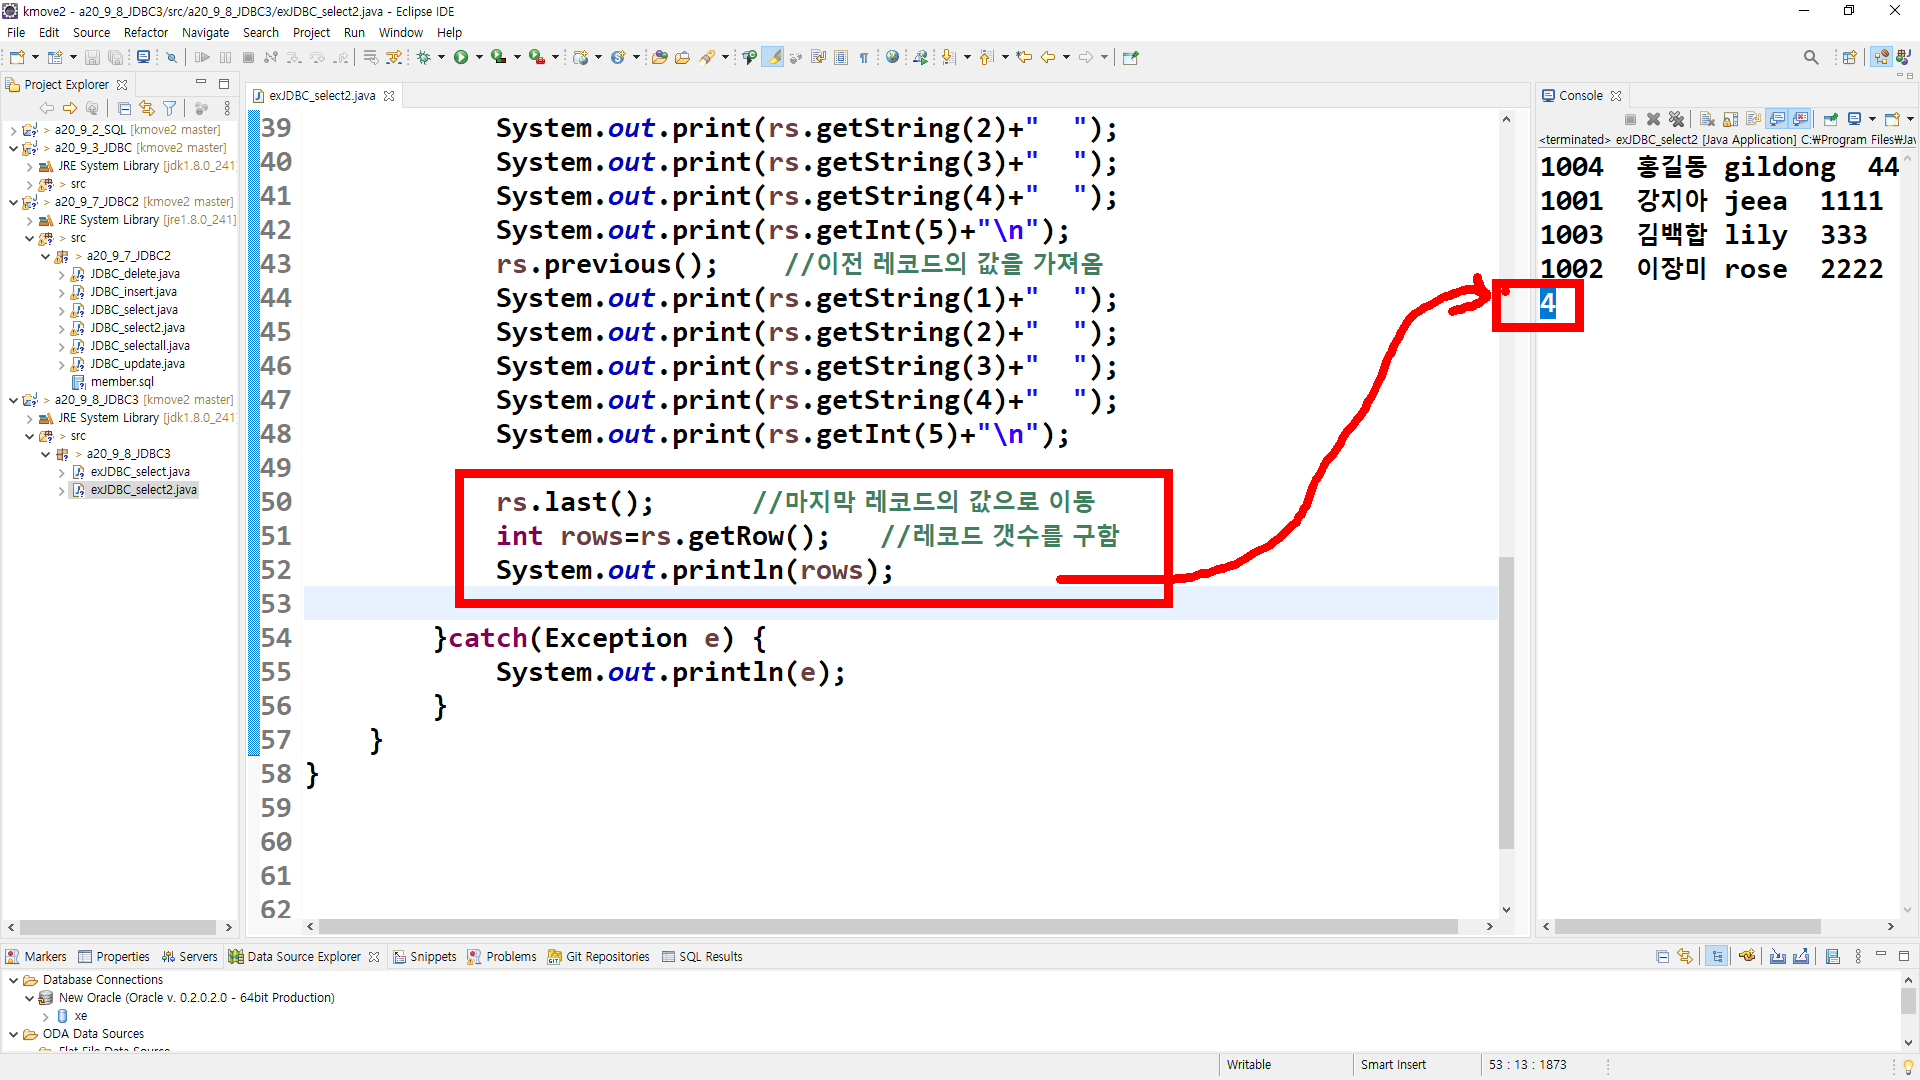 kmove2 - a20_9_8_JDBC3/src/a20_9_8_JDBC3/exJDBC_select2.java - Eclipse IDE
File Edit Source Refactor Navigate Search Project Run Window Help
Project Explorer
> a20_9_2_SQL [kmove2 master]
> a20_9_3_JDBC [kmove2 master]
JRE System Library [jdk1.8.0_241]
> src
> a20_9_7_JDBC2 [kmove2 master]
JRE System Library [jre1.8.0_241]
> src
> a20_9_7_JDBC2
JDBC_delete.java
JDBC_insert.java
JDBC_select.java
JDBC_select2.java
JDBC_selectall.java
JDBC_update.java
member.sql
> a20_9_8_JDBC3 [kmove2 master]
JRE System Library [jdk1.8.0_241
> src
> a20_9_8_JDBC3
exJDBC_select.java
exJDBC_select2.java
exJDBC_select2.java
39 System.out.print(rs.getString(2)+"  ");
40 System.out.print(rs.getString(3)+"  ");
41 System.out.print(rs.getString(4)+"  ");
42 System.out.print(rs.getInt(5)+"\n");
43 rs.previous(); //이전 레코드의 값을 가져옴
44 System.out.print(rs.getString(1)+"  ");
45 System.out.print(rs.getString(2)+"  ");
46 System.out.print(rs.getString(3)+"  ");
47 System.out.print(rs.getString(4)+"  ");
48 System.out.print(rs.getInt(5)+"\n");
49
50 rs.last(); //마지막 레코드의 값으로 이동
51 int rows=rs.getRow(); //레코드 갯수를 구함
52 System.out.println(rows);
53
54 }catch(Exception e) {
55 System.out.println(e);
56 }
57 }
58 }
59
60
61
62
Console
<terminated> exJDBC_select2 [Java Application] C:₩Program Files₩Jav
1004 홍길동 gildong 44
1001 강지아 jeea 1111
1003 김백합 lily 333
1002 이장미 rose 2222
4
Markers Properties Servers Data Source Explorer Snippets Problems Git Repositories SQL Results
Database Connections
New Oracle (Oracle v. 0.2.0.2.0 - 64bit Production)
xe
ODA Data Sources
Flat File Data Source
Writable Smart Insert 53 : 13 : 1873